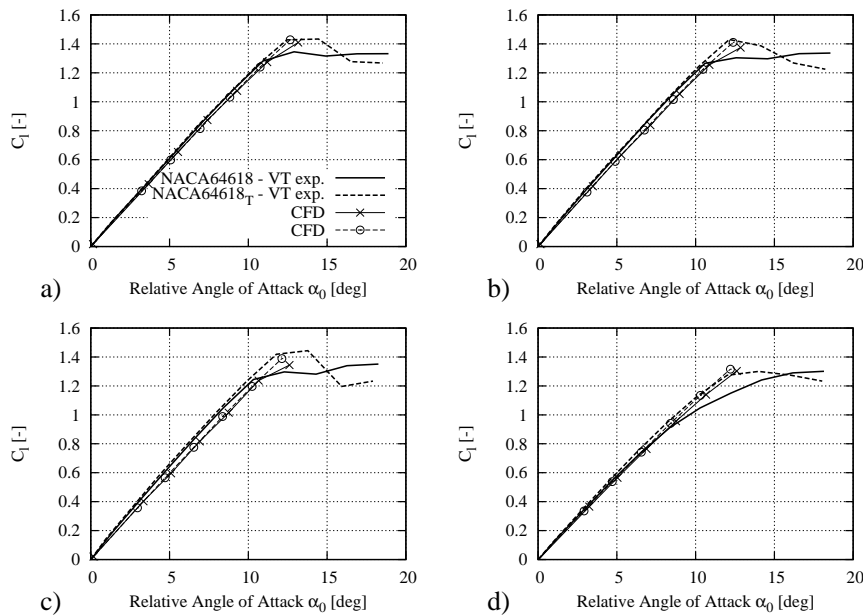 1.6
1.4
1.2
1
0.8
0.6
0.4
0.2
0
C_l [-]
NACA64618 - VT exp.
NACA64618_T - VT exp.
CFD
CFD
0 5 10 15 20
a) Relative Angle of Attack α_0 [deg]
1.6
1.4
1.2
1
0.8
0.6
0.4
0.2
0
C_l [-]
0 5 10 15 20
b) Relative Angle of Attack α_0 [deg]
1.6
1.4
1.2
1
0.8
0.6
0.4
0.2
0
C_l [-]
0 5 10 15 20
c) Relative Angle of Attack α_0 [deg]
1.6
1.4
1.2
1
0.8
0.6
0.4
0.2
0
C_l [-]
0 5 10 15 20
d) Relative Angle of Attack α_0 [deg]